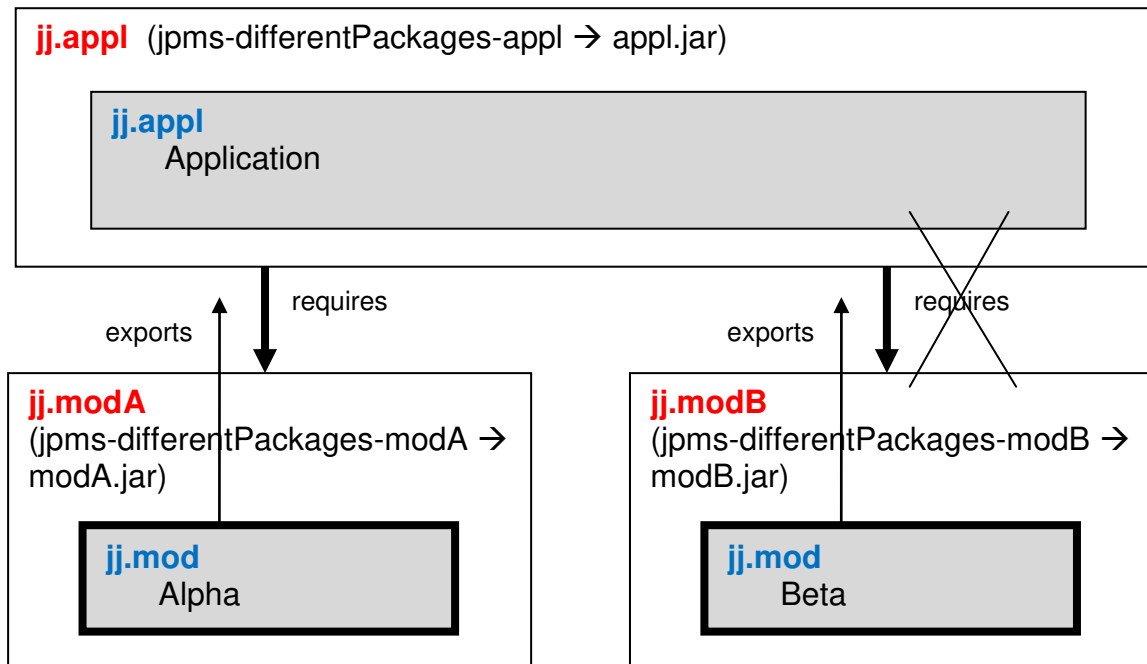 jj.appl (jpms-differentPackages-appl → appl.jar)
jj.appl
Application
requires
exports
requires
exports
jj.modA
(jpms-differentPackages-modA →
modA.jar)
jj.mod
Alpha
jj.modB
(jpms-differentPackages-modB →
modB.jar)
jj.mod
Beta